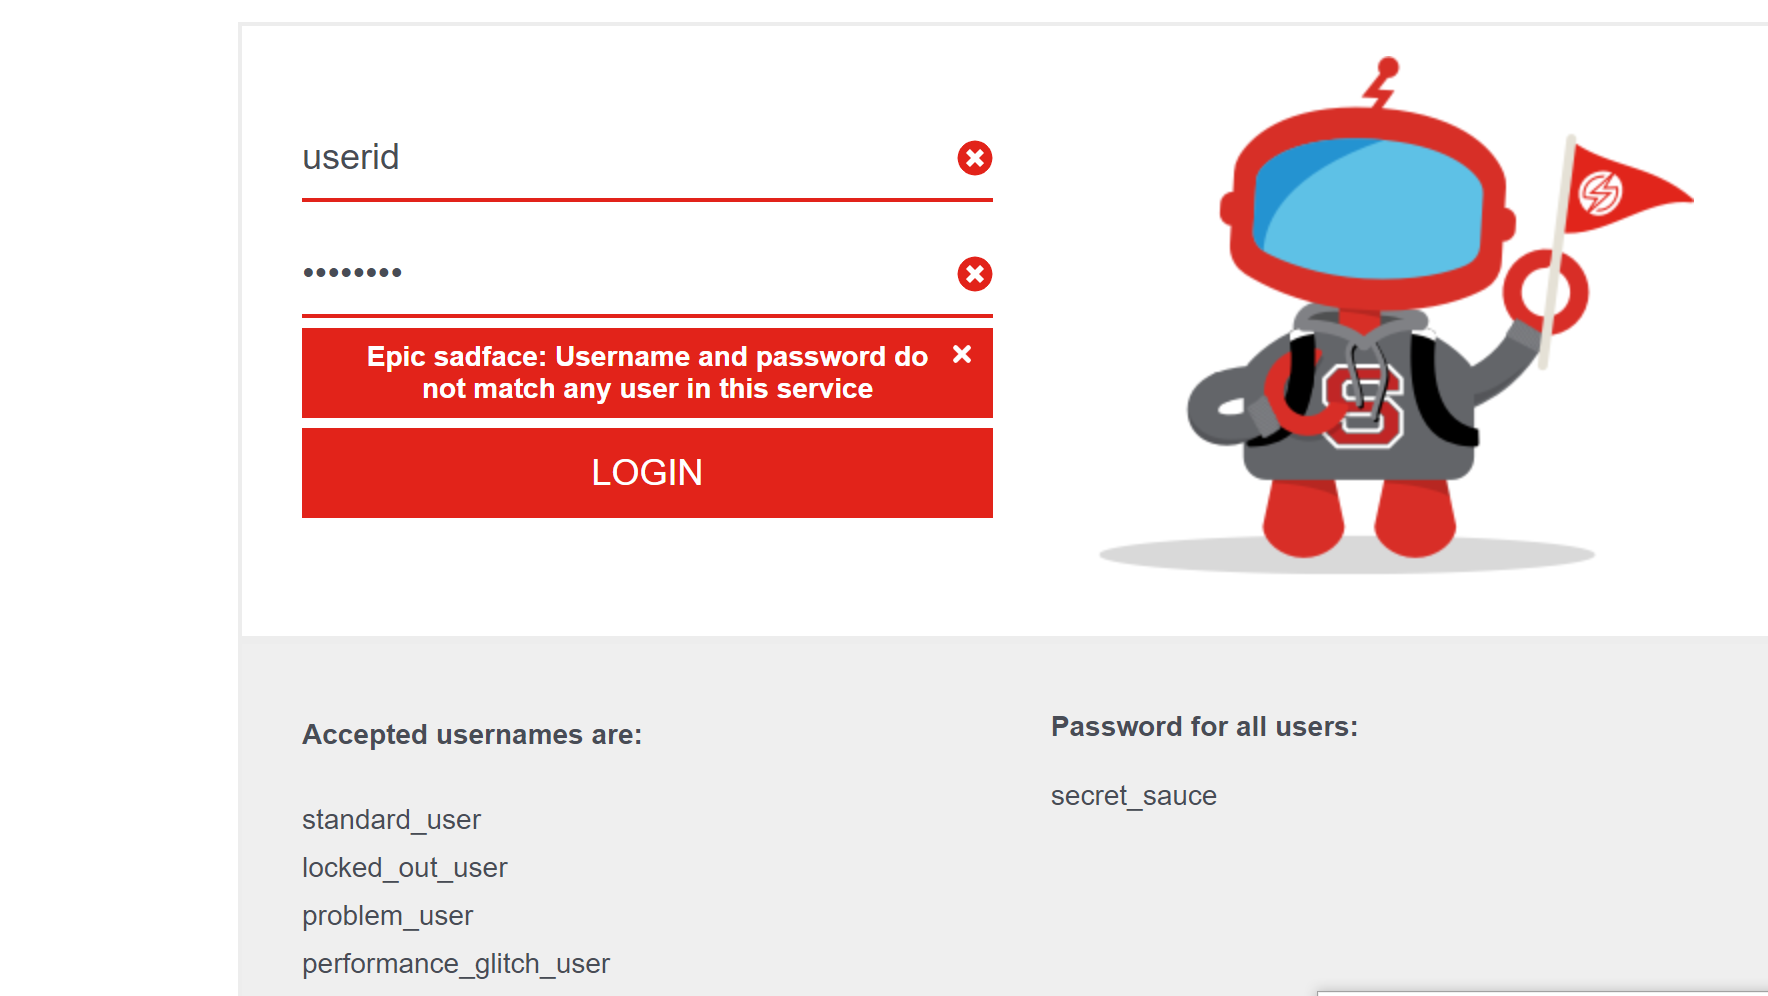 userid
••••••••
Epic sadface: Username and password do
not match any user in this service
LOGIN
S
Accepted usernames are:
standard_user
locked_out_user
problem_user
performance_glitch_user
Password for all users:
secret_sauce